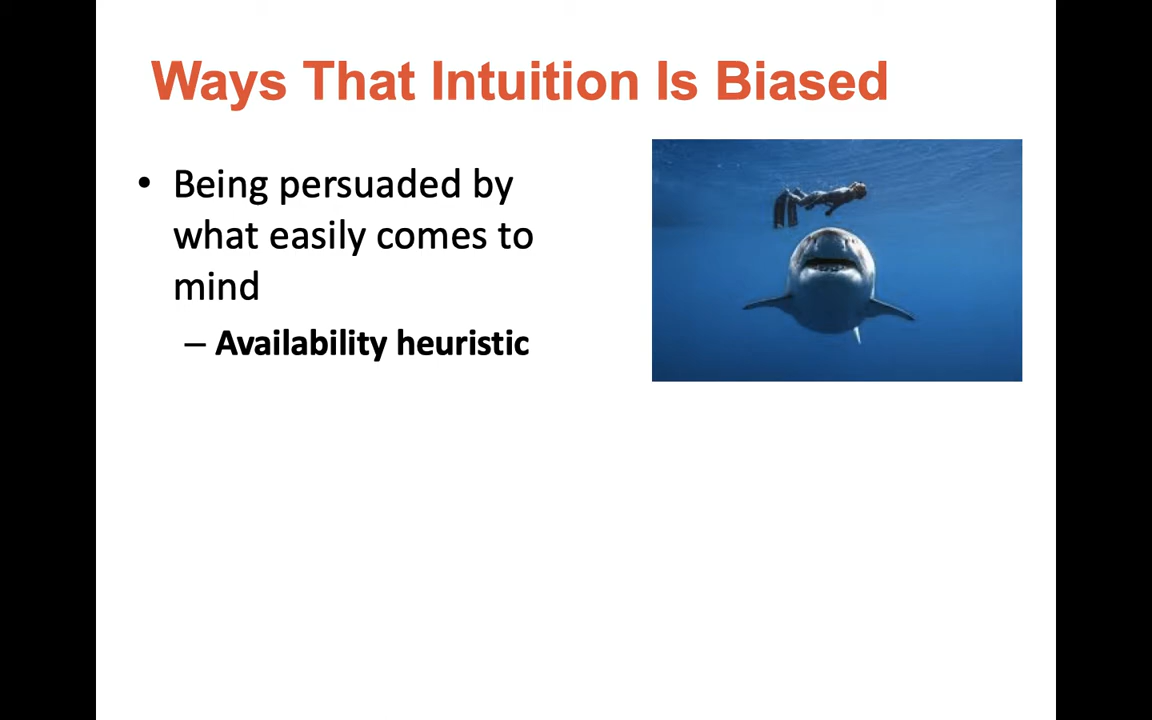 Ways That Intuition Is Biased
• Being persuaded by
what easily comes to
mind
– Availability heuristic